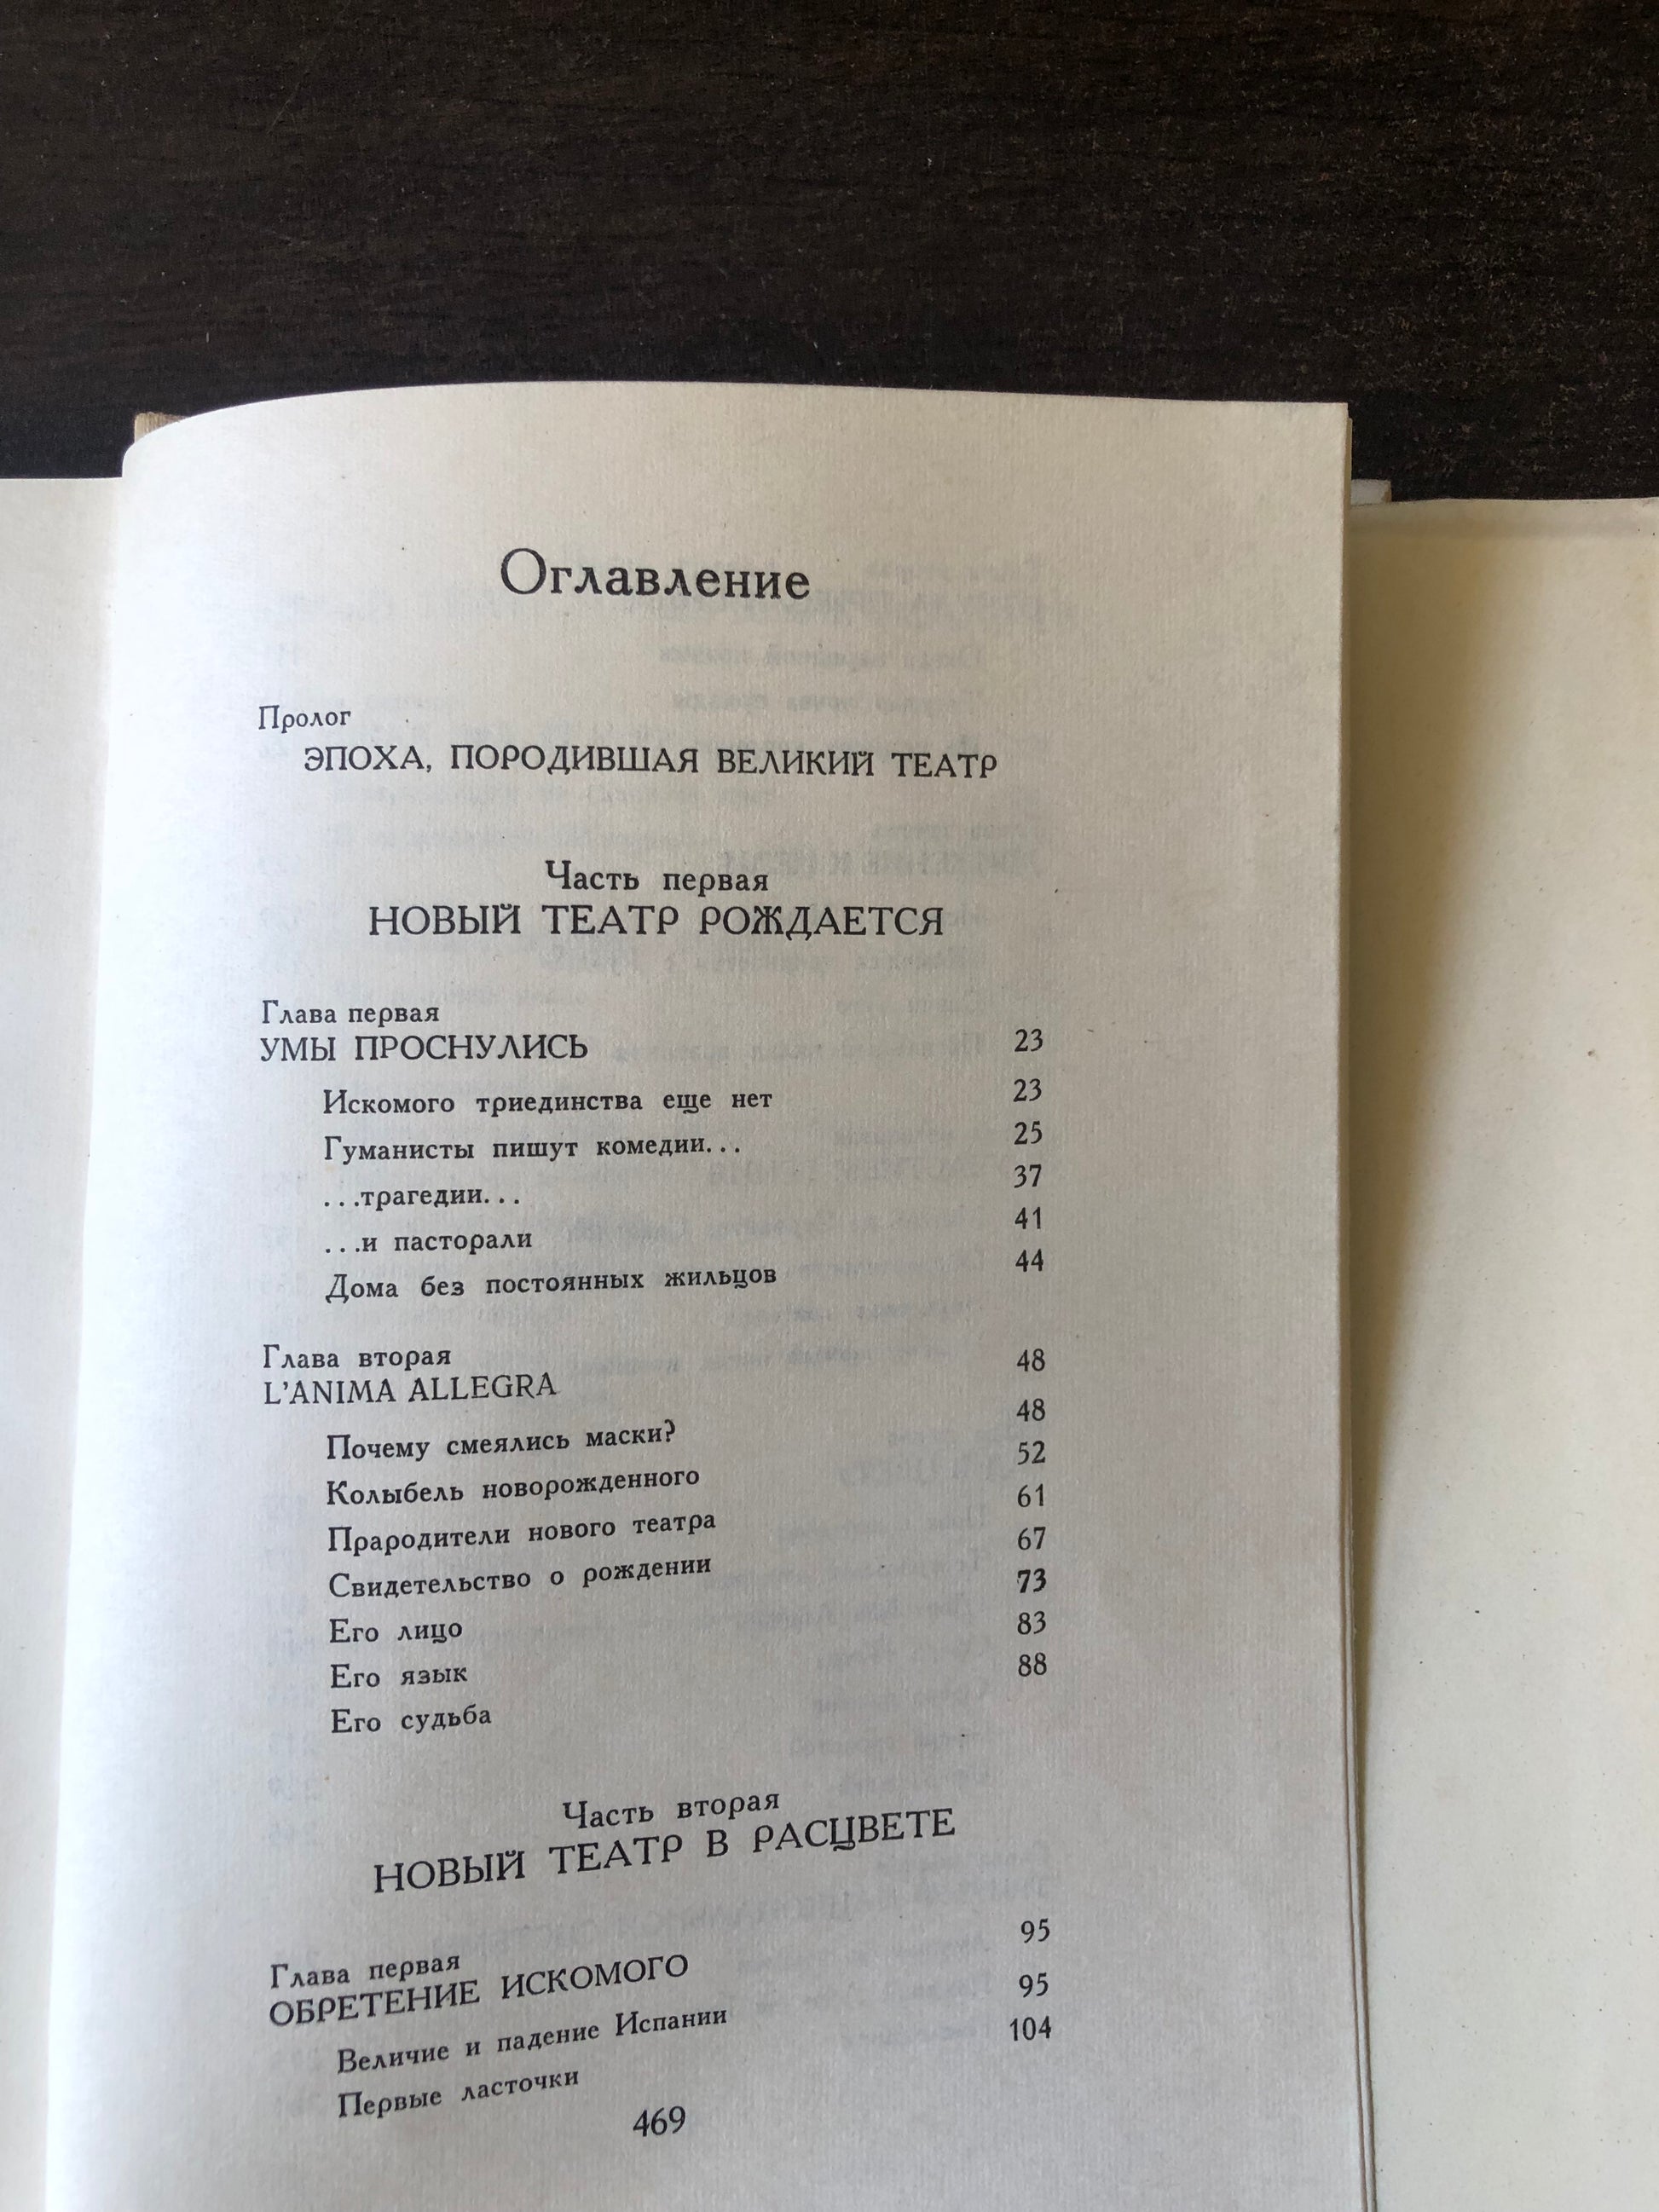 Оглавление
Пролог
ЭПОХА, ПОРОДИВШАЯ ВЕЛИКИЙ ТЕАТР
Часть первая
НОВЫЙ ТЕАТР РОЖДАЕТСЯ
Глава первая
УМЫ ПРОСНУЛИСЬ 23
Искомого триединства еще нет 23
Гуманисты пишут комедии... 25
...трагедии... 37
...и пасторали 41
Дома без постоянных жильцов 44
Глава вторая
L'ANIMA ALLEGRA 48
Почему смеялись маски? 48
Колыбель новорожденного 52
Прародители нового театра 61
Свидетельство о рождении 67
Его лицо 73
Его язык 83
Его судьба 88
Часть вторая
НОВЫЙ ТЕАТР В РАСЦВЕТЕ
Глава первая
ОБРЕТЕНИЕ ИСКОМОГО 95
Величие и падение Испании 95
Первые ласточки 104
469